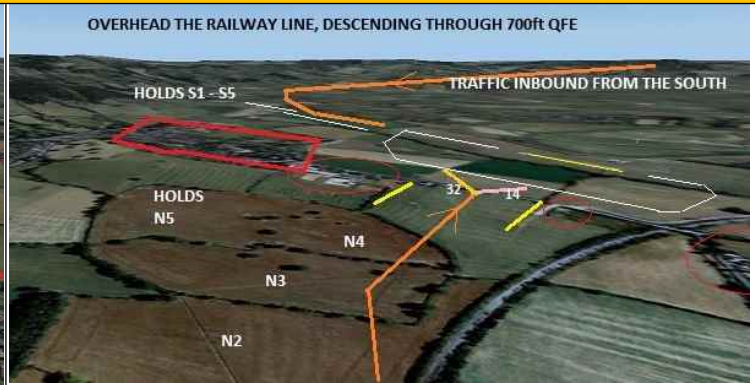 OVERHEAD THE RAILWAY LINE, DESCENDING THROUGH 700ft QFE
HOLDS S1 - S5
TRAFFIC INBOUND FROM THE SOUTH
32
14
HOLDS
N5
N4
N3
N2